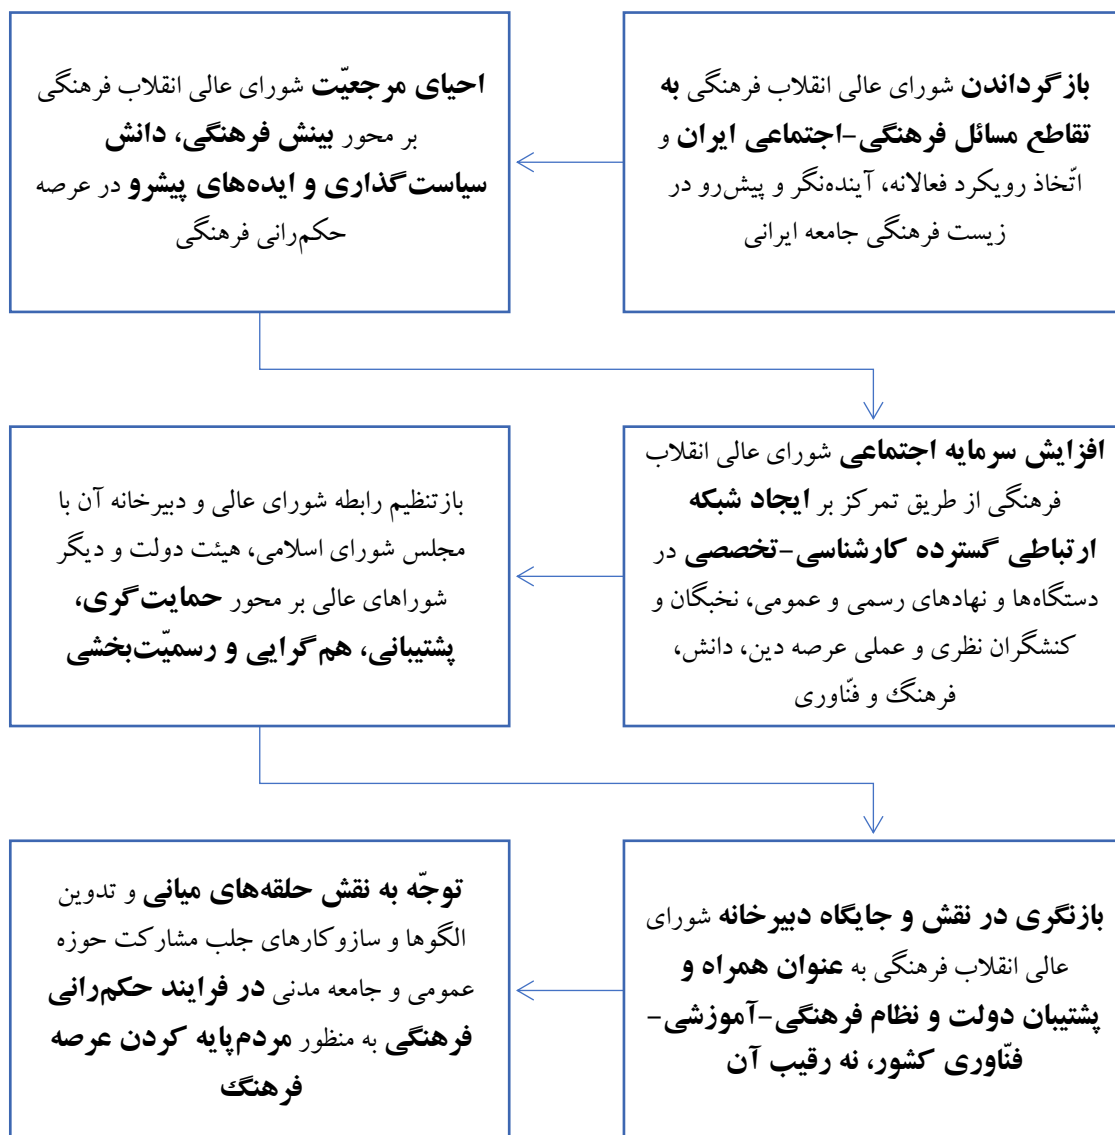 بازگرداندن شورای عالی انقلاب فرهنگی به
تقاطع مسائل فرهنگی-اجتماعی ایران و
اتّخاذ رویکرد فعالانه، آینده‌نگر و پیش‌رو در
زیست فرهنگی جامعه ایرانی
احیای مرجعیّت شورای عالی انقلاب فرهنگی
بر محور بینش فرهنگی، دانش
سیاست‌گذاری و ایده‌های پیشرو در عرصه
حکم‌رانی فرهنگی
افزایش سرمایه اجتماعی شورای عالی انقلاب
فرهنگی از طریق تمرکز بر ایجاد شبکه
ارتباطی گسترده کارشناسی-تخصصی در
دستگاه‌ها و نهادهای رسمی و عمومی، نخبگان و
کنشگران نظری و عملی عرصه دین، دانش،
فرهنگ و فنّاوری
بازتنظیم رابطه شورای عالی و دبیرخانه آن با
مجلس شورای اسلامی، هیئت دولت و دیگر
شوراهای عالی بر محور حمایت‌گری،
پشتیبانی، هم‌گرایی و رسمیّت‌بخشی
بازنگری در نقش و جایگاه دبیرخانه شورای
عالی انقلاب فرهنگی به عنوان همراه و
پشتیبان دولت و نظام فرهنگی-آموزشی-
فنّاوری کشور، نه رقیب آن
توجّه به نقش حلقه‌های میانی و تدوین
الگوها و سازوکارهای جلب مشارکت حوزه
عمومی و جامعه مدنی در فرایند حکم‌رانی
فرهنگی به منظور مردم‌پایه کردن عرصه
فرهنگ